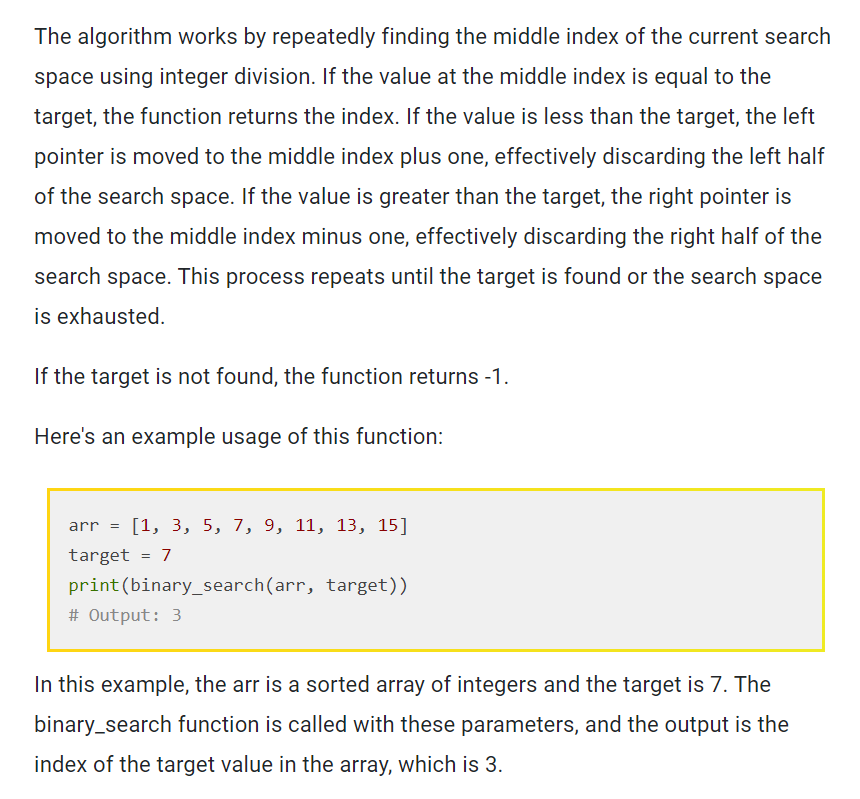 The algorithm works by repeatedly finding the middle index of the current search
space using integer division. If the value at the middle index is equal to the
target, the function returns the index. If the value is less than the target, the left
pointer is moved to the middle index plus one, effectively discarding the left half
of the search space. If the value is greater than the target, the right pointer is
moved to the middle index minus one, effectively discarding the right half of the
search space. This process repeats until the target is found or the search space
is exhausted.
If the target is not found, the function returns -1.
Here's an example usage of this function:
arr = [1, 3, 5, 7, 9, 11, 13, 15]
target = 7
print(binary_search(arr, target))
# Output: 3
In this example, the arr is a sorted array of integers and the target is 7. The
binary_search function is called with these parameters, and the output is the
index of the target value in the array, which is 3.